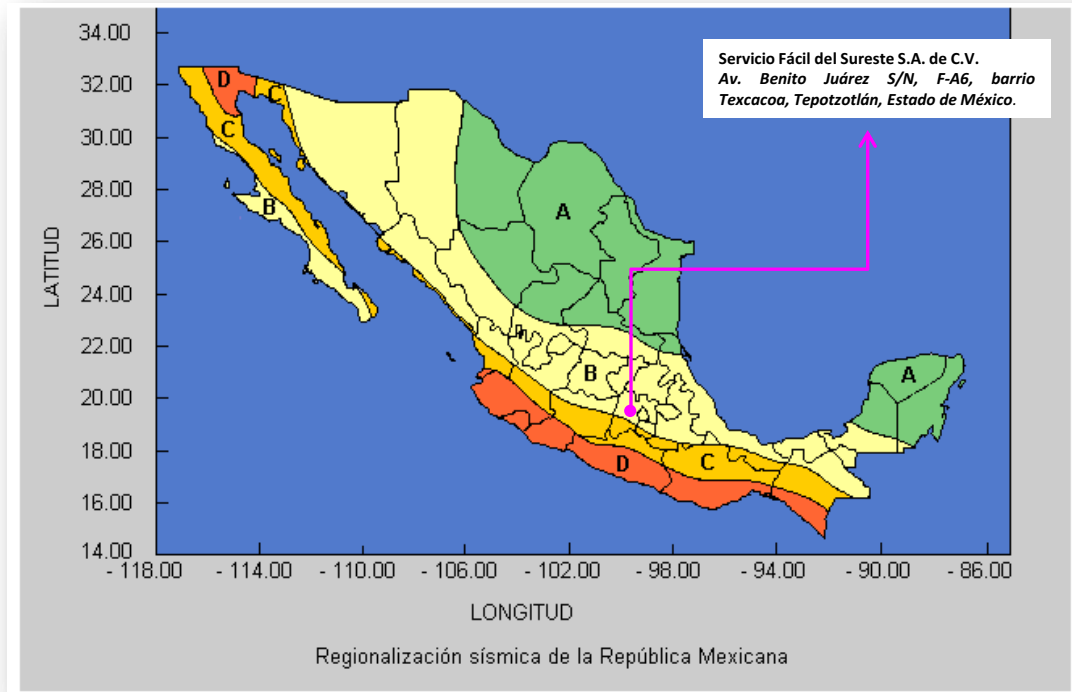 34.00
32.00
30.00
28.00
26.00
24.00
22.00
20.00
18.00
16.00
14.00
LATITUD
Servicio Fácil del Sureste S.A. de C.V.
Av. Benito Juárez S/N, F-A6, barrio
Texcacoa, Tepotzotlán, Estado de México.
D
C
C
B
A
B
A
D
C
- 118.00 - 114.00 - 110.00 - 106.00 - 102.00 - 98.00 - 94.00 - 90.00 - 86.00
LONGITUD
Regionalización sísmica de la República Mexicana